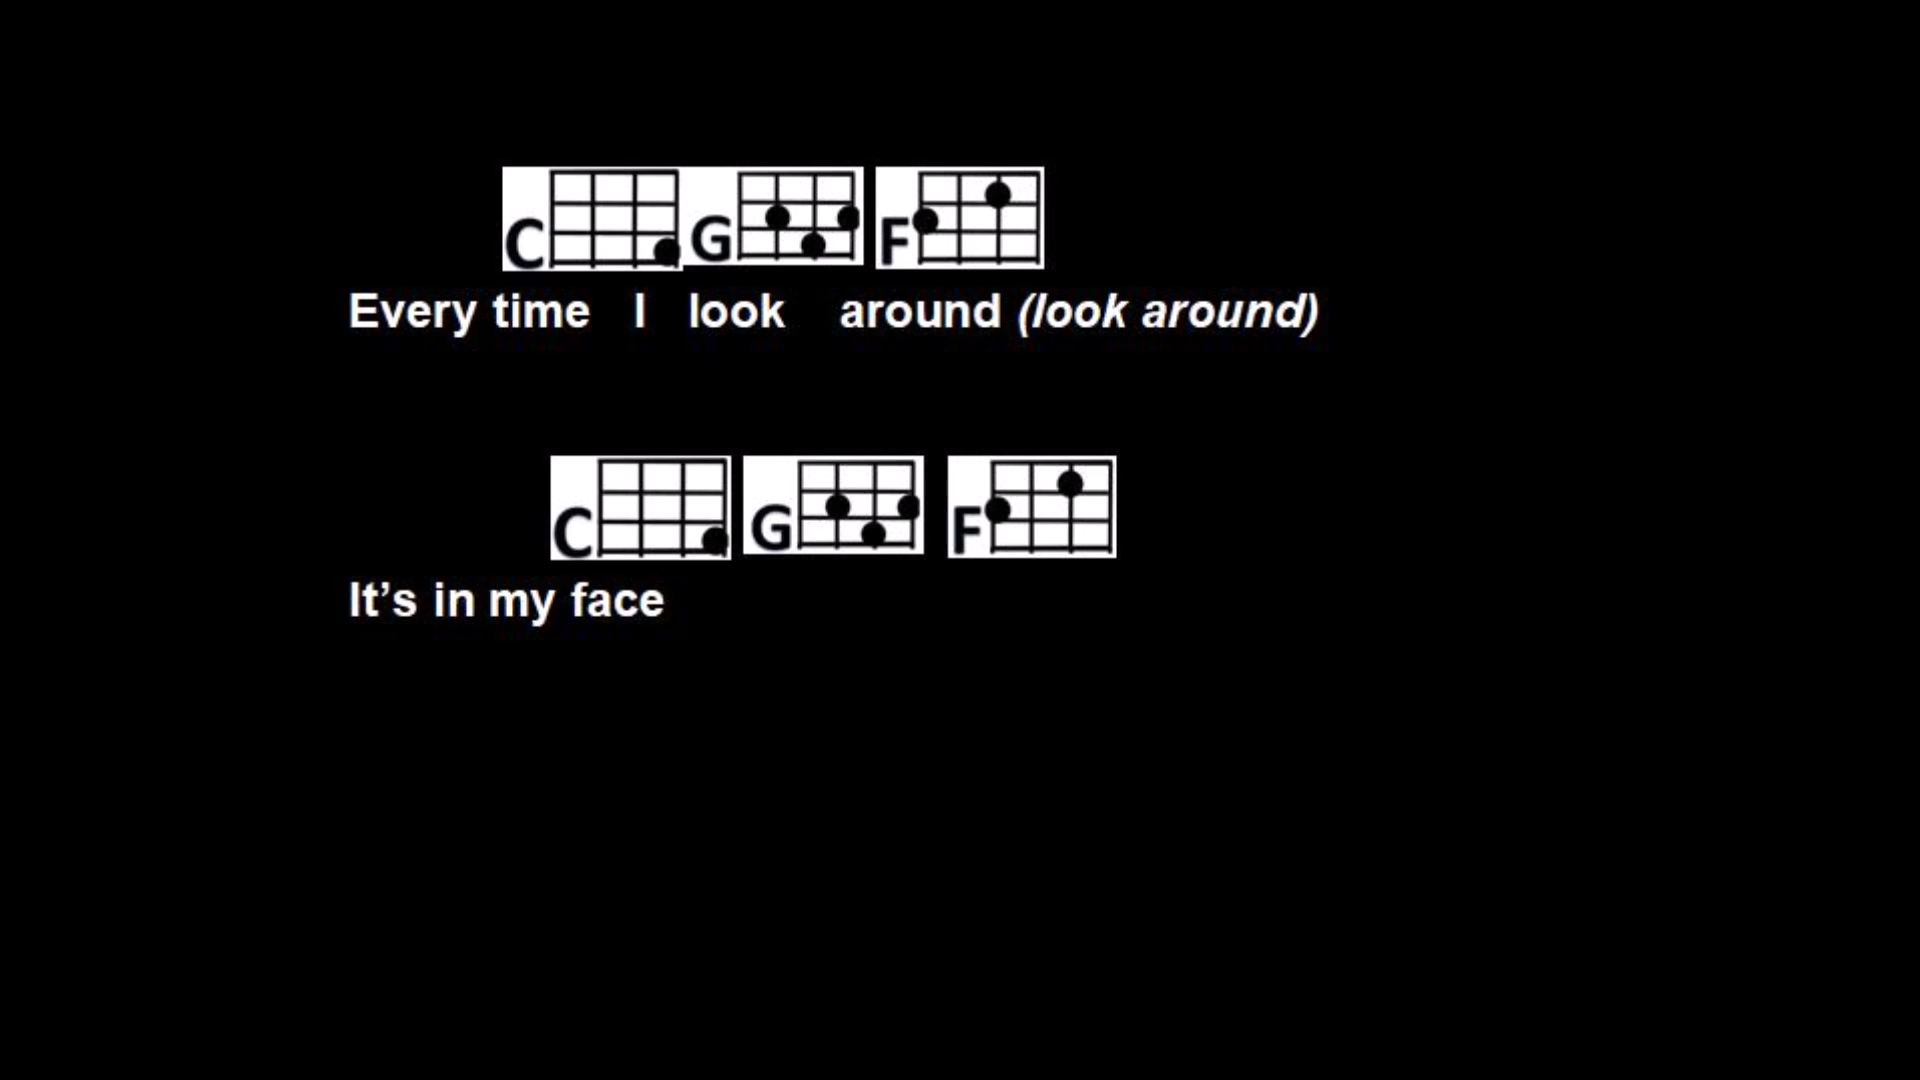 C G F
Every time I look around (look around)
C G F
It’s in my face